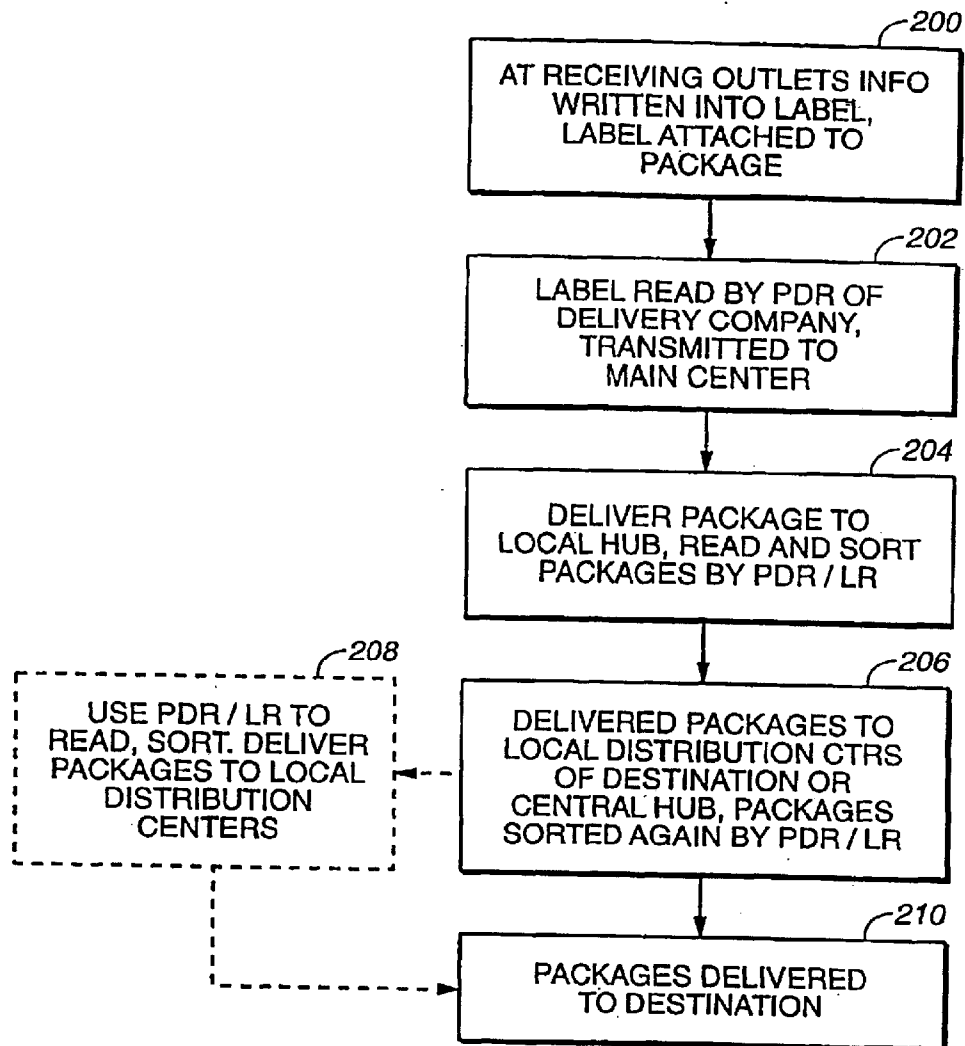 200
AT RECEIVING OUTLETS INFO
WRITTEN INTO LABEL,
LABEL ATTACHED TO
PACKAGE
202
LABEL READ BY PDR OF
DELIVERY COMPANY,
TRANSMITTED TO
MAIN CENTER
204
DELIVER PACKAGE TO
LOCAL HUB, READ AND SORT
PACKAGES BY PDR / LR
208
USE PDR / LR TO
READ, SORT. DELIVER
PACKAGES TO LOCAL
DISTRIBUTION
CENTERS
206
DELIVERED PACKAGES TO
LOCAL DISTRIBUTION CTRS
OF DESTINATION OR
CENTRAL HUB, PACKAGES
SORTED AGAIN BY PDR / LR
210
PACKAGES DELIVERED
TO DESTINATION